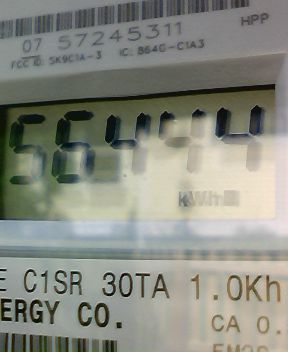 07 57245311
HPP
FCC ID: SK9C1A-3 IC: 864G-C1A3
56444
kWh
E C1SR 30TA 1.0Kh
ERGY CO.
CA 0.